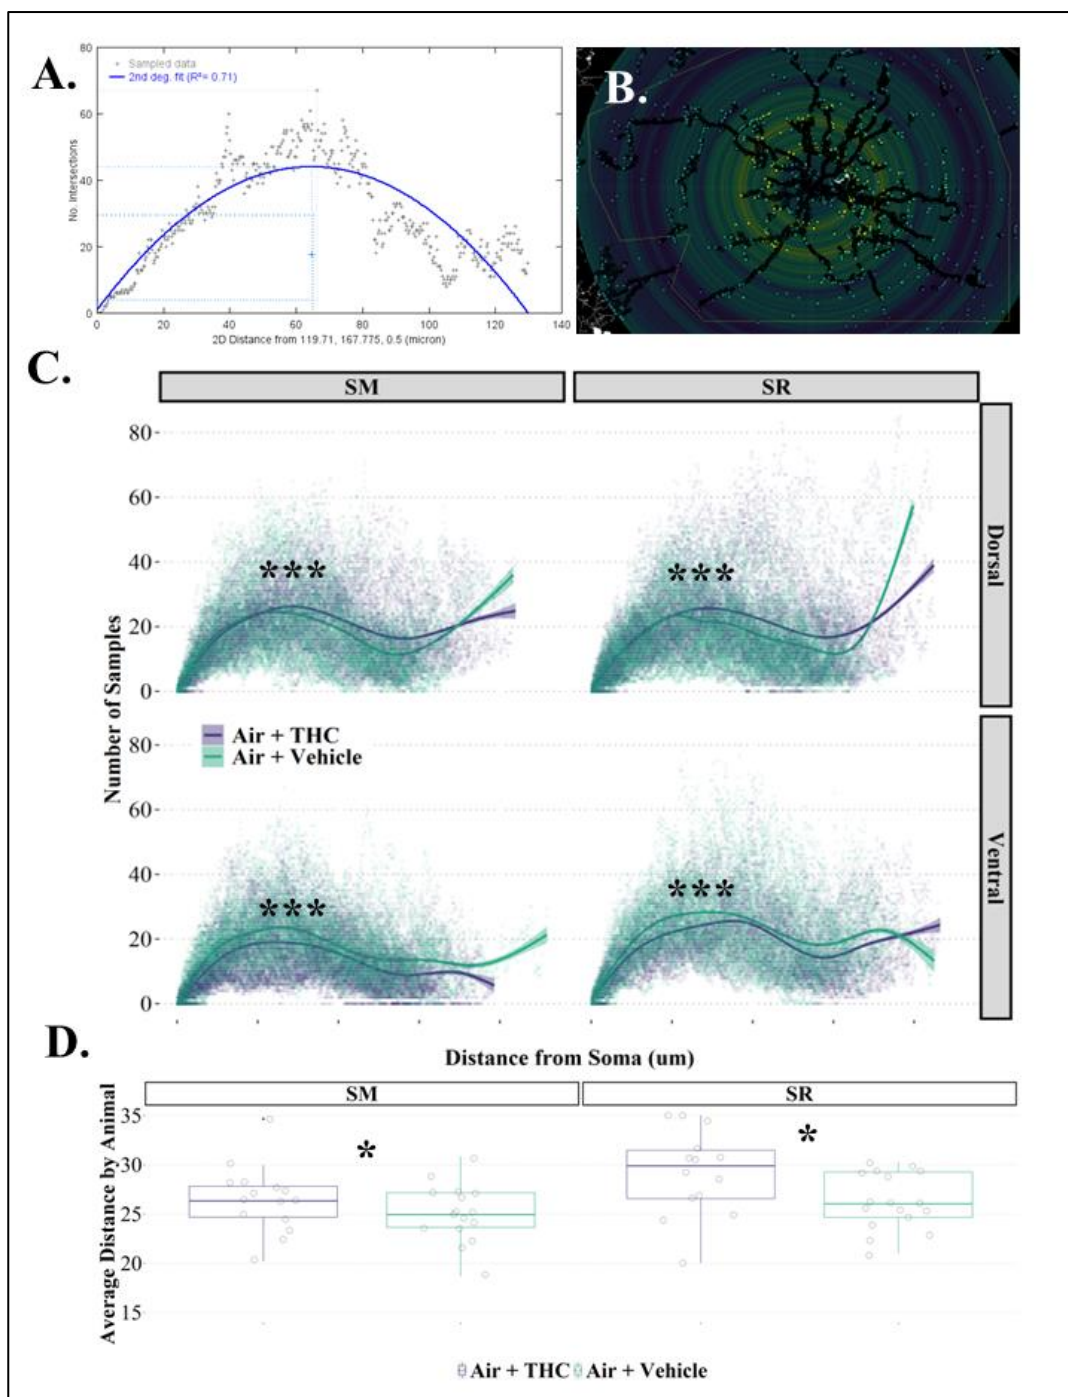 A.
80
60
40
20
0
Sampled data
2nd deg. fit (R²= 0.71)
No. Intersections
0 20 40 60 80 100 120 140
2D Distance from 119.71, 167.775, 0.5 (micron)
B.
C.
SM SR
Dorsal
Ventral
Number of Samples
80
60
40
20
0
*** ***
Air + THC
Air + Vehicle
80
60
40
20
0
*** ***
Distance from Soma (um)
D.
SM SR
Average Distance by Animal
35
30
25
20
15
* *
Air + THC Air + Vehicle